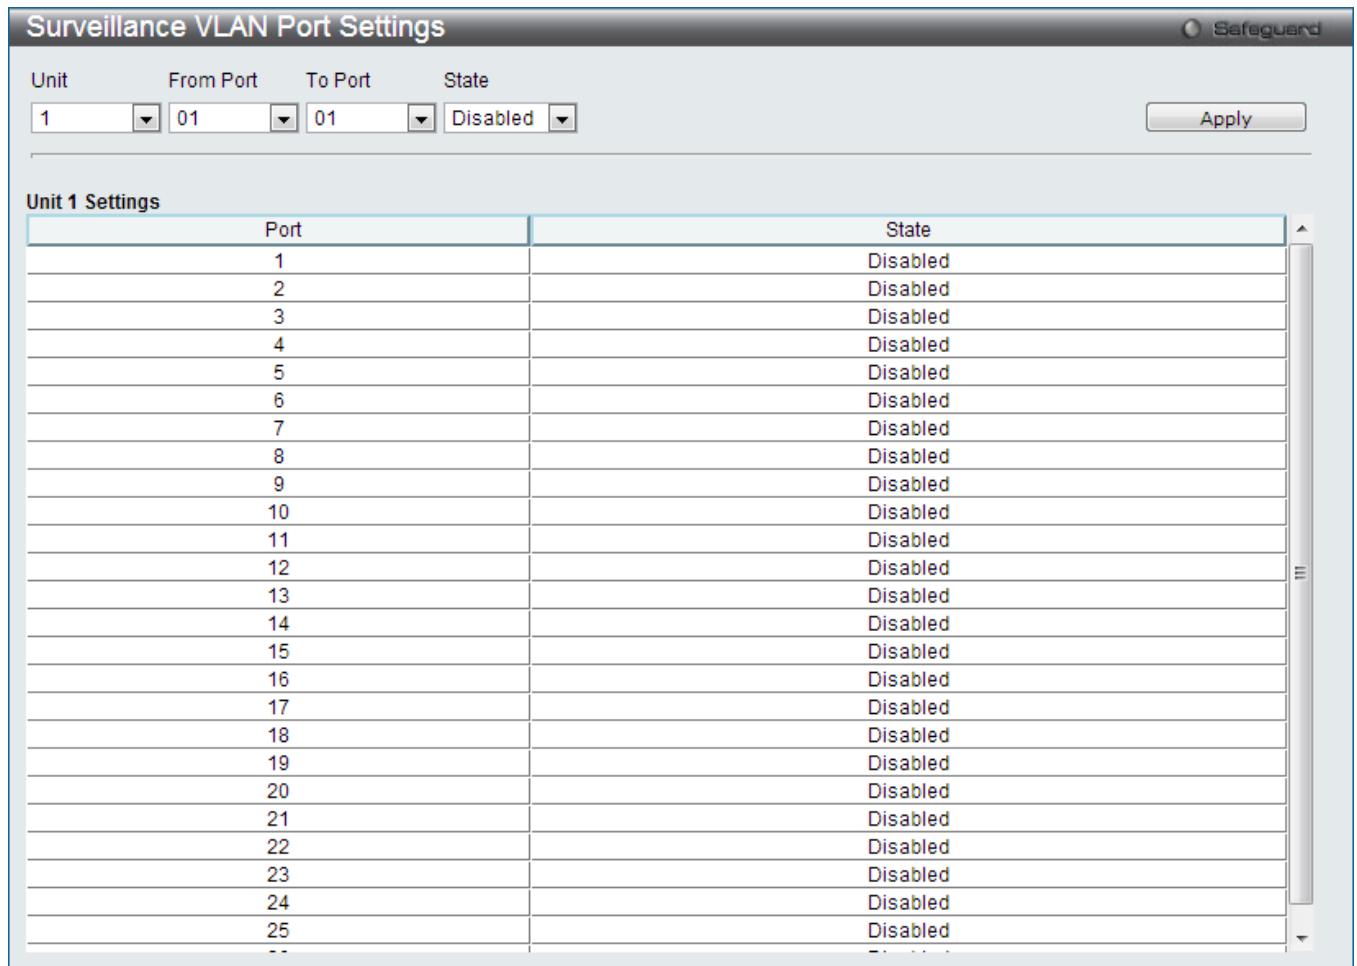 Surveillance VLAN Port Settings
Safeguard
Unit From Port To Port State
1 01 01 Disabled Apply
Unit 1 Settings
Port State
1 Disabled
2 Disabled
3 Disabled
4 Disabled
5 Disabled
6 Disabled
7 Disabled
8 Disabled
9 Disabled
10 Disabled
11 Disabled
12 Disabled
13 Disabled
14 Disabled
15 Disabled
16 Disabled
17 Disabled
18 Disabled
19 Disabled
20 Disabled
21 Disabled
22 Disabled
23 Disabled
24 Disabled
25 Disabled